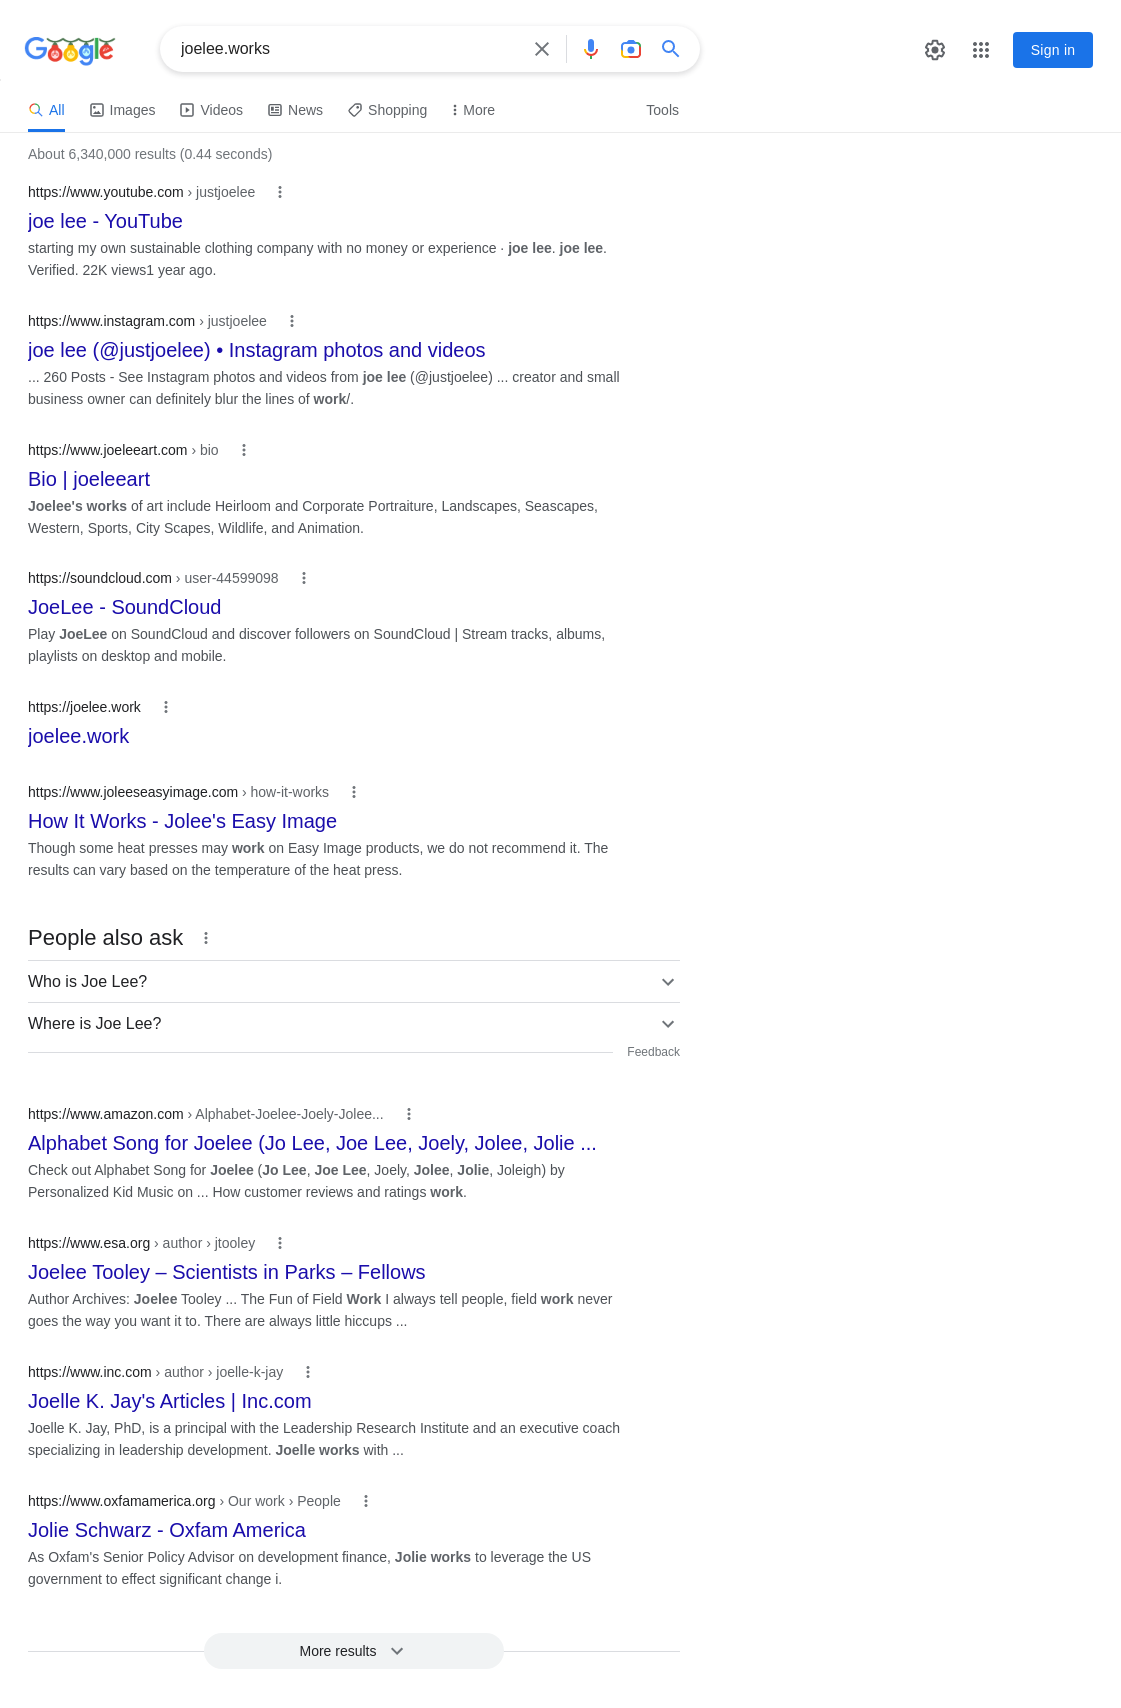 Google
joelee.works
Sign in
All Images Videos News Shopping More Tools
About 6,340,000 results (0.44 seconds)
https://www.youtube.com › justjoelee
joe lee - YouTube
starting my own sustainable clothing company with no money or experience · joe lee. joe lee.
Verified. 22K views1 year ago.
https://www.instagram.com › justjoelee
joe lee (@justjoelee) • Instagram photos and videos
... 260 Posts - See Instagram photos and videos from joe lee (@justjoelee) ... creator and small
business owner can definitely blur the lines of work/.
https://www.joeleeart.com › bio
Bio | joeleeart
Joelee's works of art include Heirloom and Corporate Portraiture, Landscapes, Seascapes,
Western, Sports, City Scapes, Wildlife, and Animation.
https://soundcloud.com › user-44599098
JoeLee - SoundCloud
Play JoeLee on SoundCloud and discover followers on SoundCloud | Stream tracks, albums,
playlists on desktop and mobile.
https://joelee.work
joelee.work
https://www.joleeseasyimage.com › how-it-works
How It Works - Jolee's Easy Image
Though some heat presses may work on Easy Image products, we do not recommend it. The
results can vary based on the temperature of the heat press.
People also ask
Who is Joe Lee?
Where is Joe Lee?
Feedback
https://www.amazon.com › Alphabet-Joelee-Joely-Jolee...
Alphabet Song for Joelee (Jo Lee, Joe Lee, Joely, Jolee, Jolie ...
Check out Alphabet Song for Joelee (Jo Lee, Joe Lee, Joely, Jolee, Jolie, Joleigh) by
Personalized Kid Music on ... How customer reviews and ratings work.
https://www.esa.org › author › jtooley
Joelee Tooley – Scientists in Parks – Fellows
Author Archives: Joelee Tooley ... The Fun of Field Work I always tell people, field work never
goes the way you want it to. There are always little hiccups ...
https://www.inc.com › author › joelle-k-jay
Joelle K. Jay's Articles | Inc.com
Joelle K. Jay, PhD, is a principal with the Leadership Research Institute and an executive coach
specializing in leadership development. Joelle works with ...
https://www.oxfamamerica.org › Our work › People
Jolie Schwarz - Oxfam America
As Oxfam's Senior Policy Advisor on development finance, Jolie works to leverage the US
government to effect significant change i.
More results